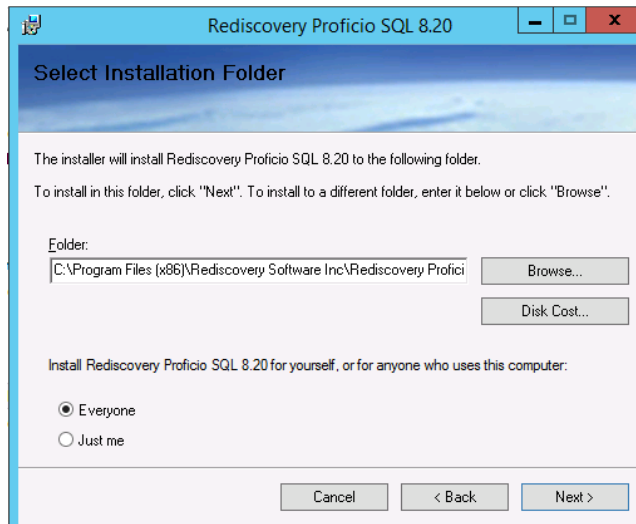 Rediscovery Proficio SQL 8.20
Select Installation Folder
The installer will install Rediscovery Proficio SQL 8.20 to the following folder.
To install in this folder, click "Next". To install to a different folder, enter it below or click "Browse".
Folder:
C:\Program Files (x86)\Rediscovery Software Inc\Rediscovery Profici
Browse...
Disk Cost...
Install Rediscovery Proficio SQL 8.20 for yourself, or for anyone who uses this computer:
Everyone
Just me
Cancel
< Back
Next >